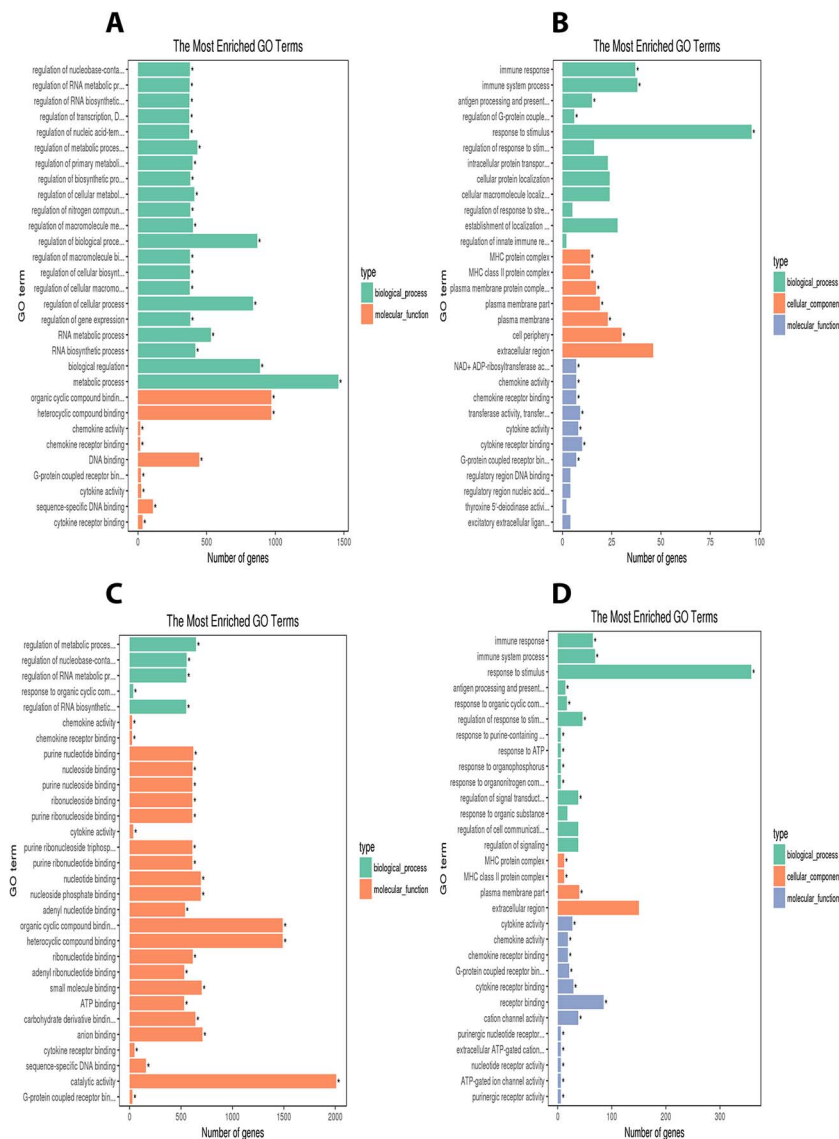 A
The Most Enriched GO Terms
regulation of nucleobase-conta...
regulation of RNA metabolic pr...
regulation of RNA biosynthetic...
regulation of transcription, D...
regulation of nucleic acid-tem...
regulation of metabolic proces...
regulation of primary metaboli...
regulation of biosynthetic pro...
regulation of cellular metabol...
regulation of nitrogen compoun...
regulation of macromolecule me...
regulation of biological proce...
regulation of macromolecule bi...
regulation of cellular biosynt...
regulation of cellular macromo...
regulation of cellular process
regulation of gene expression
RNA metabolic process
RNA biosynthetic process
biological regulation
metabolic process
organic cyclic compound bindin...
heterocyclic compound binding
chemokine activity
chemokine receptor binding
DNA binding
G-protein coupled receptor bin...
cytokine activity
sequence-specific DNA binding
cytokine receptor binding
GO term
0 500 1000 1500
Number of genes
type
biological_process
molecular_function
B
The Most Enriched GO Terms
immune response
immune system process
antigen processing and present...
regulation of G-protein couple...
response to stimulus
regulation of response to stim...
intracellular protein transpor...
cellular protein localization
cellular macromolecule localiz...
regulation of response to stre...
establishment of localization ...
regulation of innate immune re...
MHC protein complex
MHC class II protein complex
plasma membrane protein comple...
plasma membrane part
plasma membrane
cell periphery
extracellular region
NAD+ ADP-ribosyltransferase ac...
chemokine activity
chemokine receptor binding
transferase activity, transfer...
cytokine activity
cytokine receptor binding
G-protein coupled receptor bin...
regulatory region DNA binding
regulatory region nucleic acid...
thyroxine 5'-deiodinase activi...
excitatory extracellular ligan...
GO term
0 25 50 75 100
Number of genes
type
biological_process
cellular_component
molecular_function
C
The Most Enriched GO Terms
regulation of metabolic proces...
regulation of nucleobase-conta...
regulation of RNA metabolic pr...
response to organic cyclic com...
regulation of RNA biosynthetic...
chemokine activity
chemokine receptor binding
purine nucleotide binding
nucleoside binding
purine nucleoside binding
ribonucleoside binding
purine ribonucleoside binding
cytokine activity
purine ribonucleoside triphosp...
purine ribonucleotide binding
nucleotide binding
nucleoside phosphate binding
adenyl nucleotide binding
organic cyclic compound bindin...
heterocyclic compound binding
ribonucleotide binding
adenyl ribonucleotide binding
small molecule binding
ATP binding
carbohydrate derivative bindin...
anion binding
cytokine receptor binding
sequence-specific DNA binding
catalytic activity
G-protein coupled receptor bin...
GO term
0 500 1000 1500 2000
Number of genes
type
biological_process
molecular_function
D
The Most Enriched GO Terms
immune response
immune system process
response to stimulus
antigen processing and present...
response to organic cyclic com...
regulation of response to stim...
response to purine-containing ...
response to ATP
response to organophosphorus
response to organonitrogen com...
regulation of signal transduct...
response to organic substance
regulation of cell communicati...
regulation of signaling
MHC protein complex
MHC class II protein complex
plasma membrane part
extracellular region
cytokine activity
chemokine activity
chemokine receptor binding
G-protein coupled receptor bin...
cytokine receptor binding
receptor binding
cation channel activity
purinergic nucleotide receptor...
extracellular ATP-gated cation...
nucleotide receptor activity
ATP-gated ion channel activity
purinergic receptor activity
GO term
0 100 200 300
Number of genes
type
biological_process
cellular_component
molecular_function